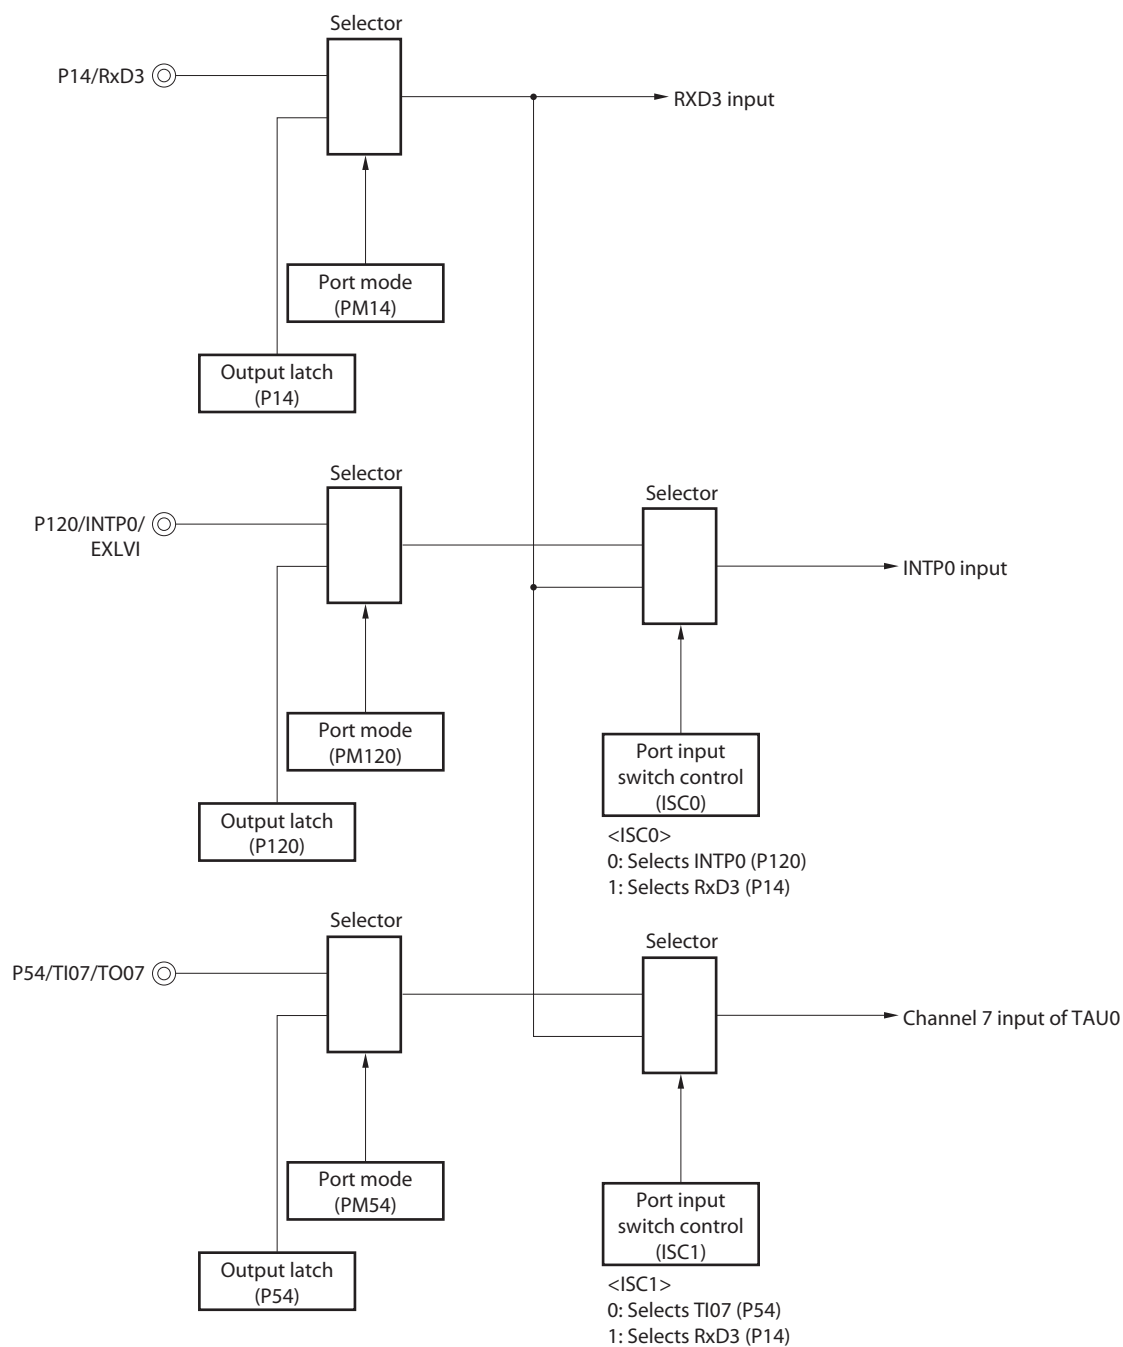 Selector
P14/RxD3
RXD3 input
Port mode
(PM14)
Output latch
(P14)
Selector
P120/INTP0/
EXLVI
Selector
INTP0 input
Port mode
(PM120)
Output latch
(P120)
Port input
switch control
(ISC0)
<ISC0>
0: Selects INTP0 (P120)
1: Selects RxD3 (P14)
Selector
P54/TI07/TO07
Selector
Channel 7 input of TAU0
Port mode
(PM54)
Output latch
(P54)
Port input
switch control
(ISC1)
<ISC1>
0: Selects TI07 (P54)
1: Selects RxD3 (P14)